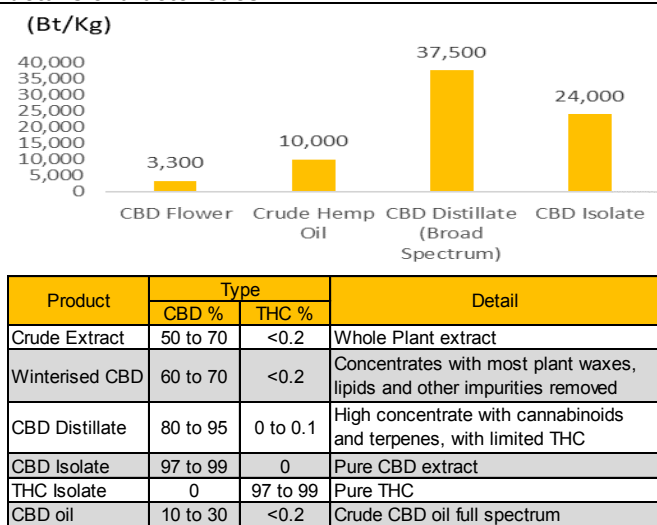 (Bt/Kg)
40,000
35,000
30,000
25,000
20,000
15,000
10,000
5,000
0
3,300
10,000
37,500
24,000
CBD Flower
Crude Hemp
Oil
CBD Distillate
(Broad
Spectrum)
CBD Isolate
Product Type Detail
CBD % THC %
Crude Extract 50 to 70 <0.2 Whole Plant extract
Winterised CBD 60 to 70 <0.2 Concentrates with most plant waxes,
lipids and other impurities removed
CBD Distillate 80 to 95 0 to 0.1 High concentrate with cannabinoids
and terpenes, with limited THC
CBD Isolate 97 to 99 0 Pure CBD extract
THC Isolate 0 97 to 99 Pure THC
CBD oil 10 to 30 <0.2 Crude CBD oil full spectrum